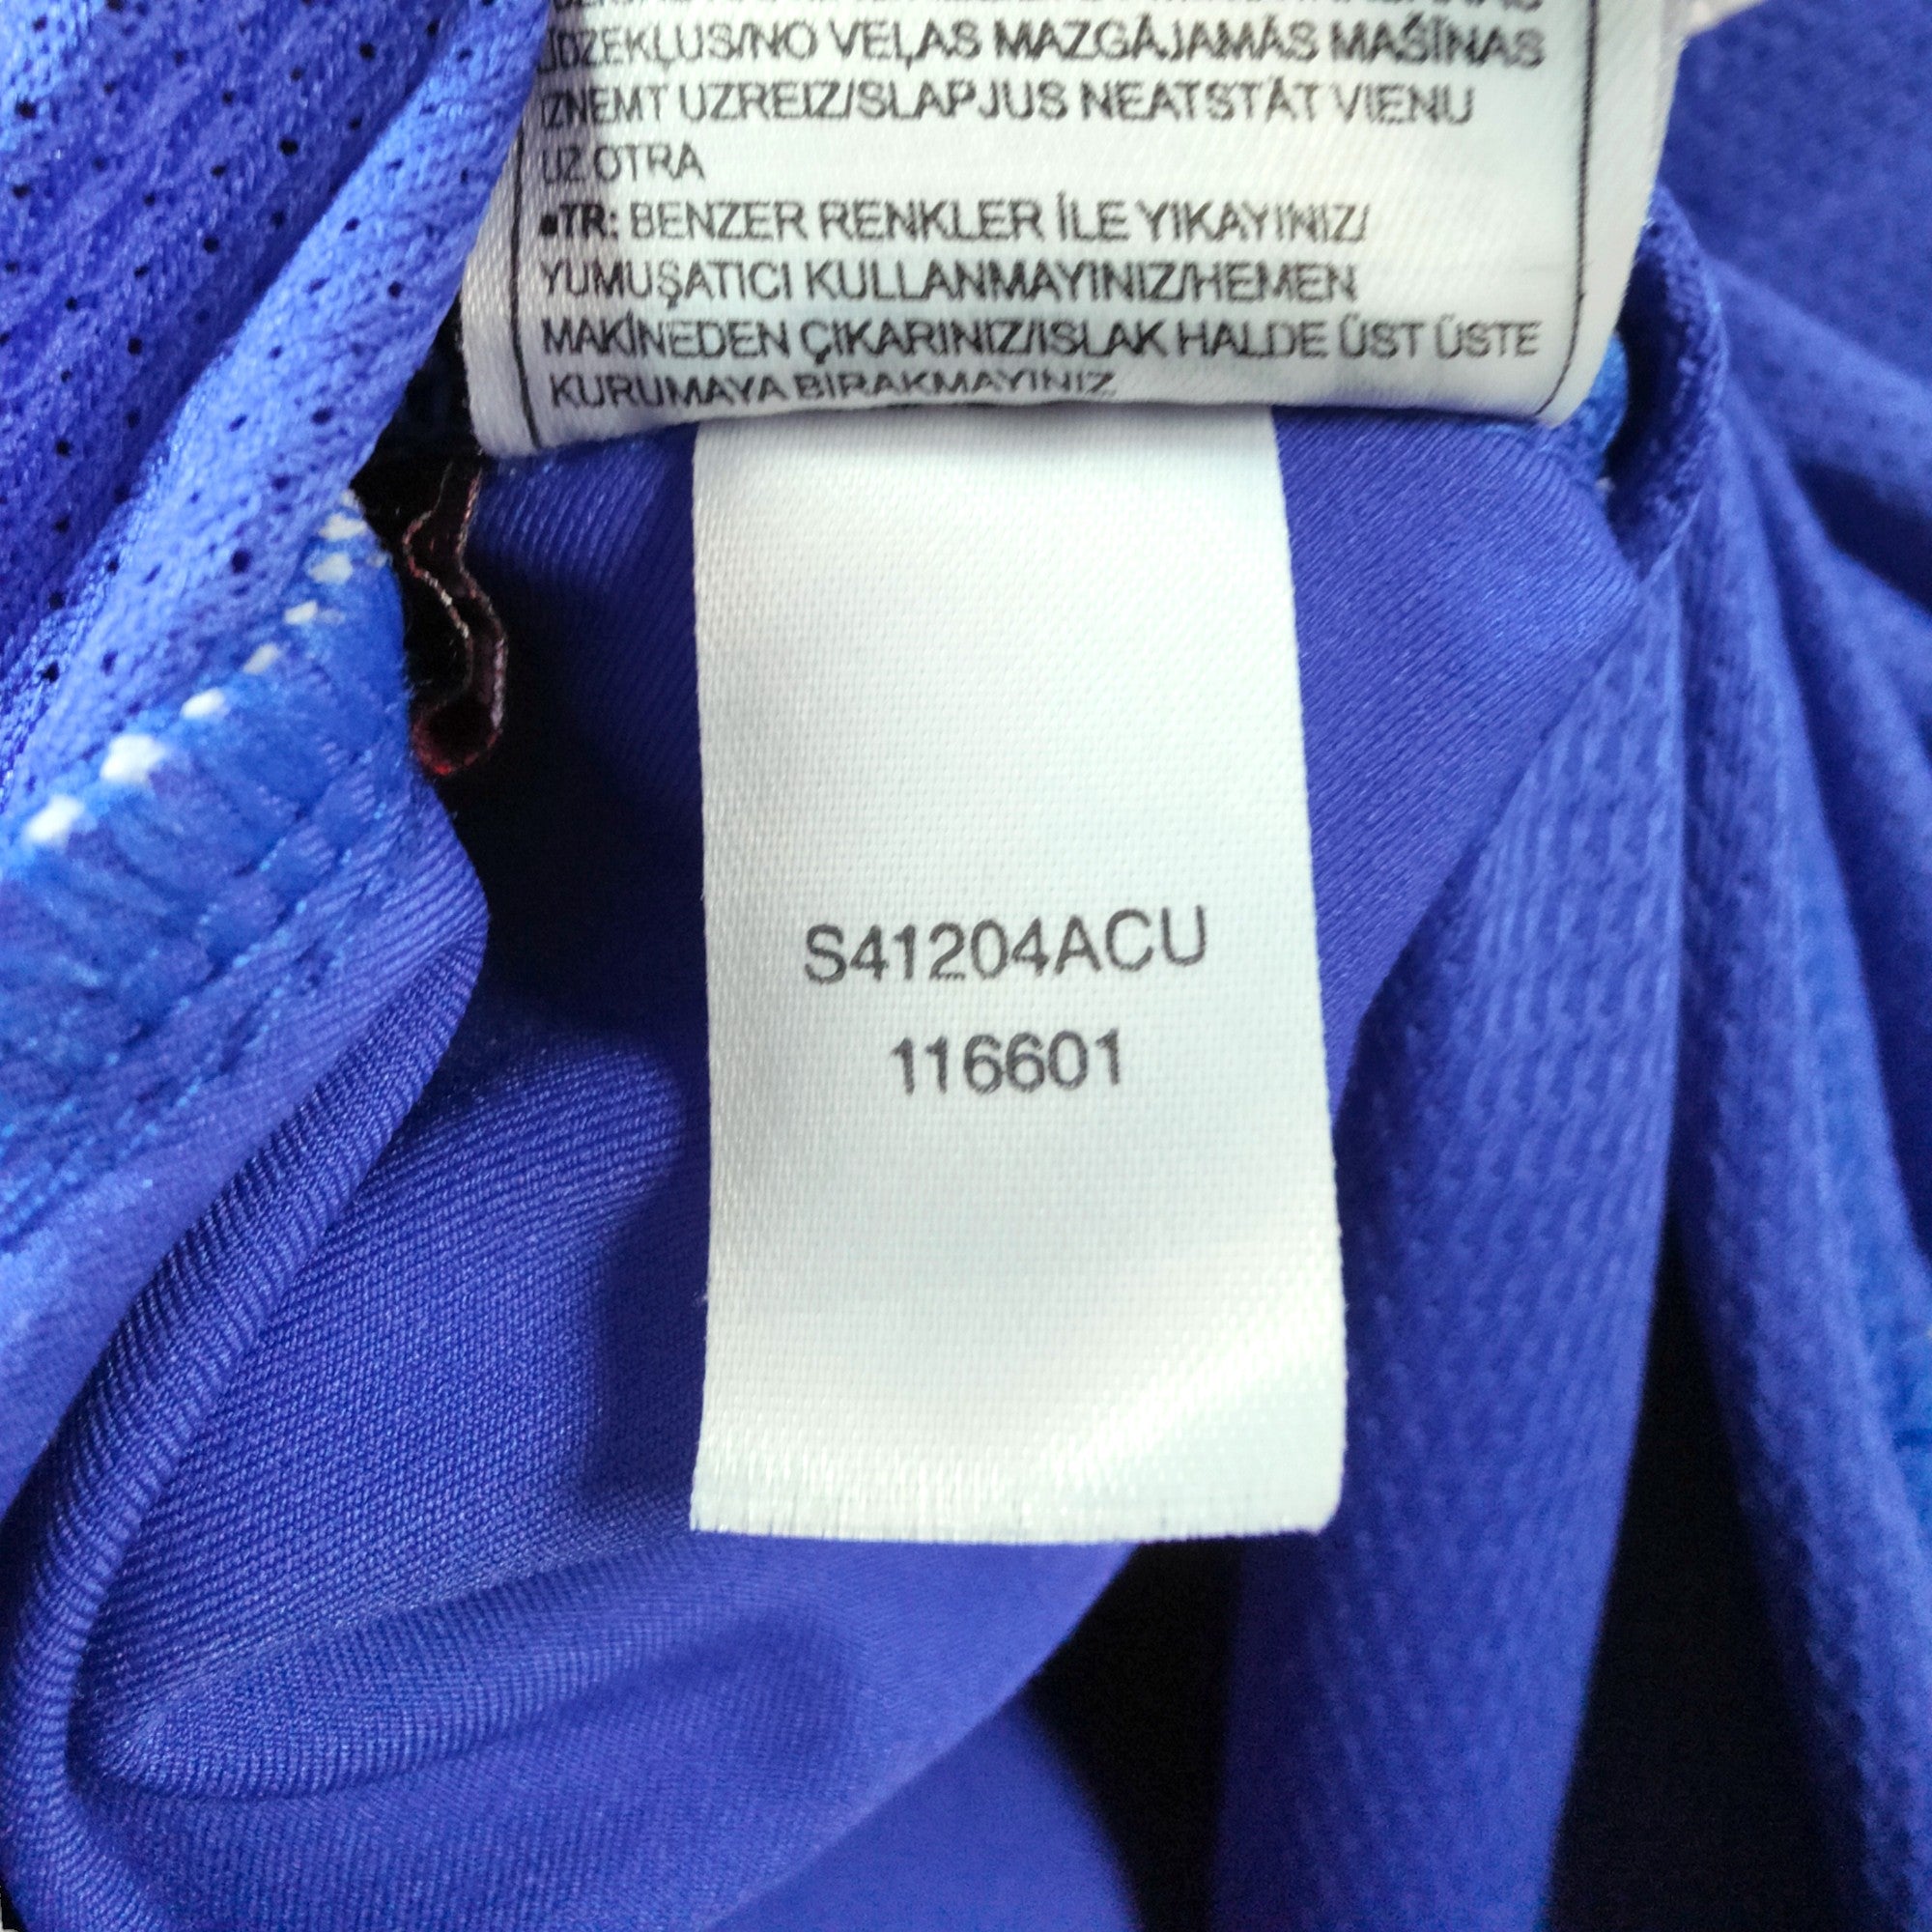 LĪDZEKĻUS/NO VEĻAS MAZGĀJAMĀS MAŠĪNAS
IZŅEMT UZREIZ/SLAPJUS NEATSTĀT VIENU
UZ OTRA
■TR: BENZER RENKLER İLE YIKAYINIZ/
YUMUŞATICI KULLANMAYINIZ/HEMEN
MAKİNEDEN ÇIKARINIZ/ISLAK HALDE ÜST ÜSTE
KURUMAYA BIRAKMAYINIZ
S41204ACU
116601